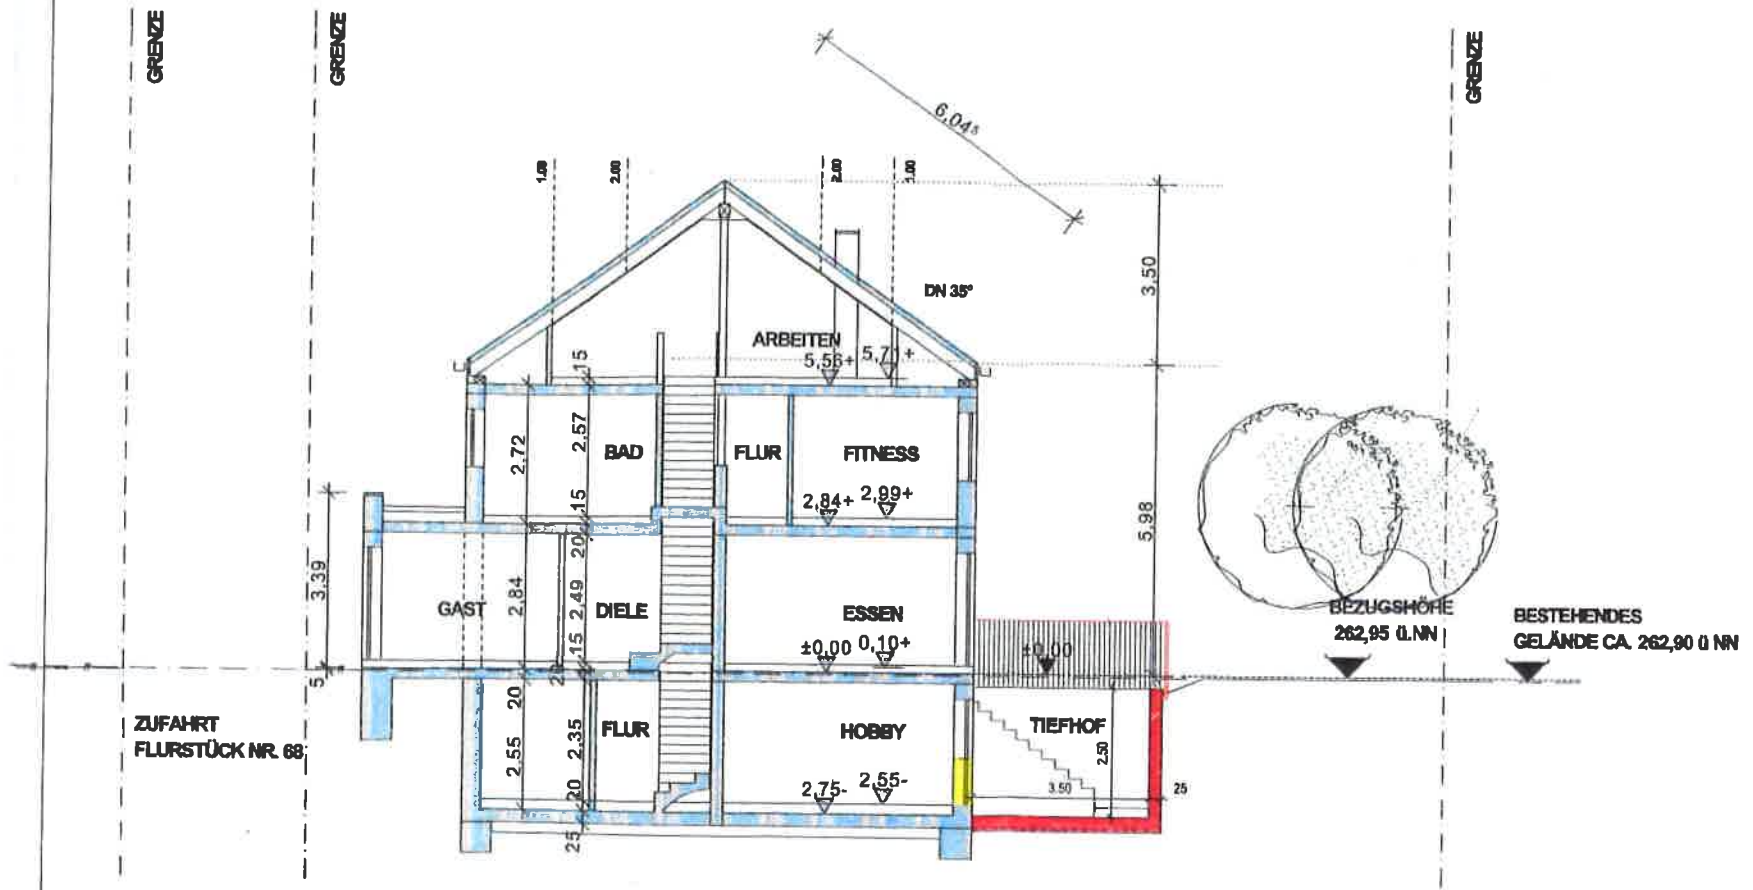 GRENZE
GRENZE
GRENZE
6,04⁵
1.00
2.00
2.00
1.00
3,50
DN 35°
ARBEITEN
5,56+
5,71+
15
2,72
2,57
BAD
FLUR
FITNESS
2,84+
2,99+
15
5,98
20
3,39
GAST
2,84
2,49
DIELE
ESSEN
±0,00
0,10+
±0,00
BEZUGSHÖHE
262,95 ü.NN
BESTEHENDES
GELÄNDE CA. 262,90 ü NN
15
5
20
ZUFAHRT
FLURSTÜCK NR. 68
2,55
2,35
FLUR
HOBBY
TIEFHOF
2.50
2,75-
2,55-
3.50
25
20
25